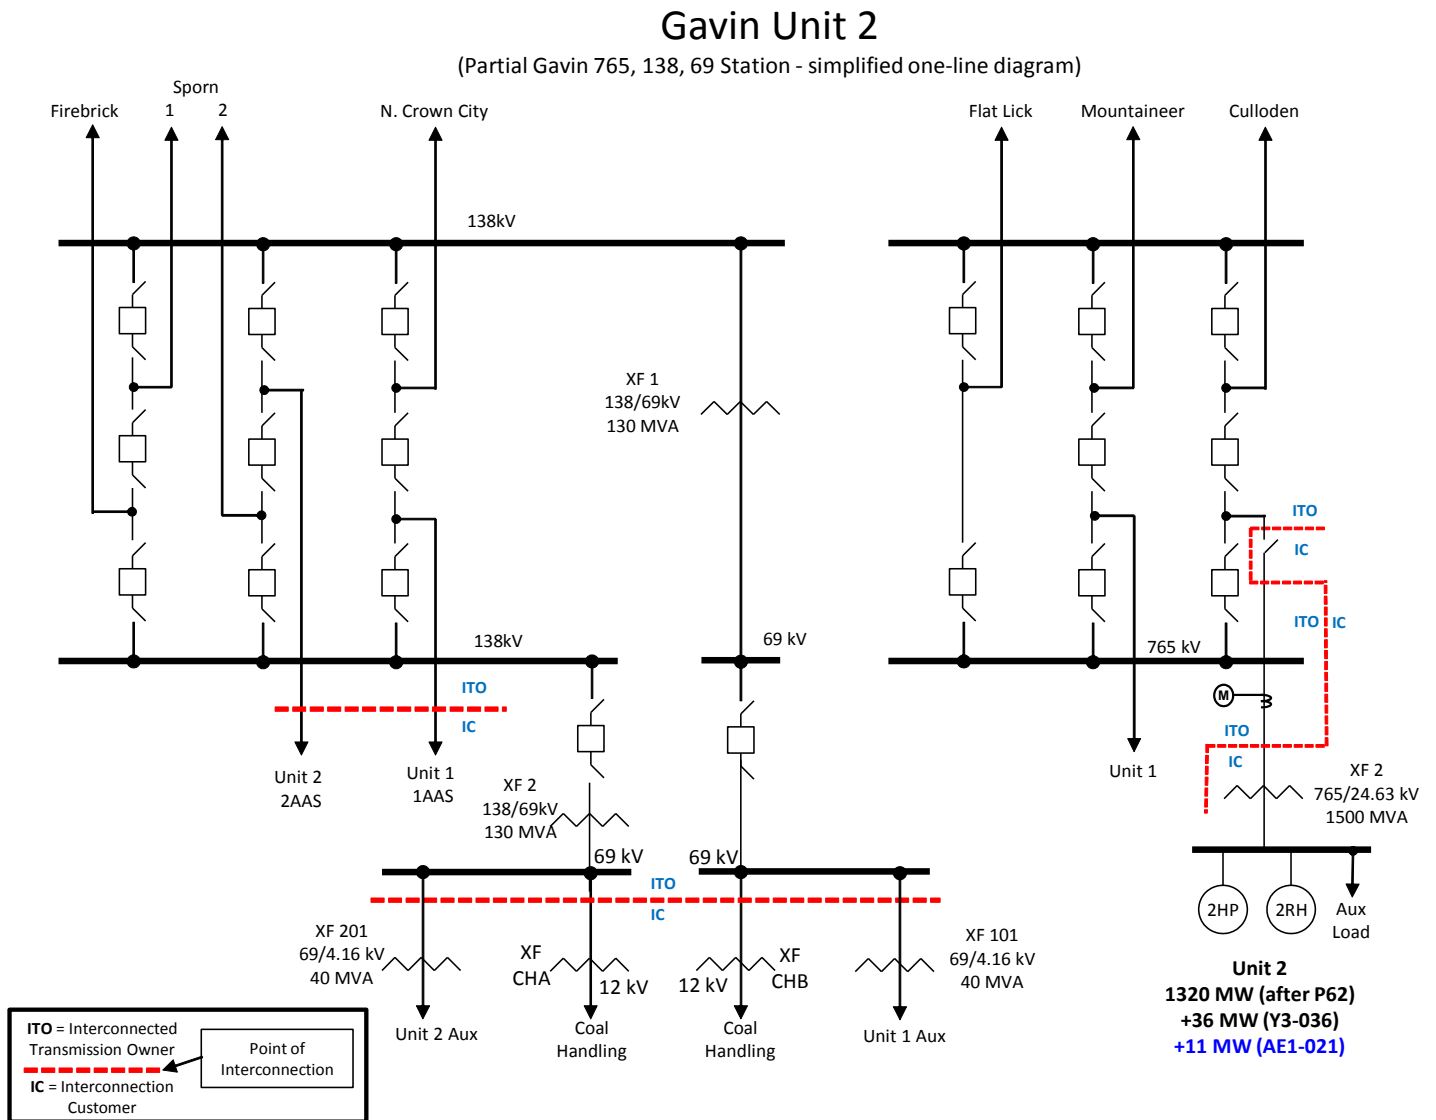 Gavin Unit 2
(Partial Gavin 765, 138, 69 Station - simplified one-line diagram)
Sporn
Firebrick
1
2
N. Crown City
Flat Lick
Mountaineer
Culloden
138kV
XF 1
138/69kV
130 MVA
ITO
IC
ITO
IC
138kV
69 kV
765 kV
ITO
IC
M
ITO
IC
Unit 2
2AAS
Unit 1
1AAS
Unit 1
XF 2
138/69kV
130 MVA
XF 2
765/24.63 kV
1500 MVA
69 kV
69 kV
ITO
IC
2HP
2RH
Aux
Load
XF 201
69/4.16 kV
40 MVA
XF
CHA
12 kV
12 kV
XF
CHB
XF 101
69/4.16 kV
40 MVA
Unit 2 Aux
Coal
Handling
Coal
Handling
Unit 1 Aux
Unit 2
1320 MW (after P62)
+36 MW (Y3-036)
+11 MW (AE1-021)
ITO = Interconnected
Transmission Owner
Point of
Interconnection
IC = Interconnection
Customer